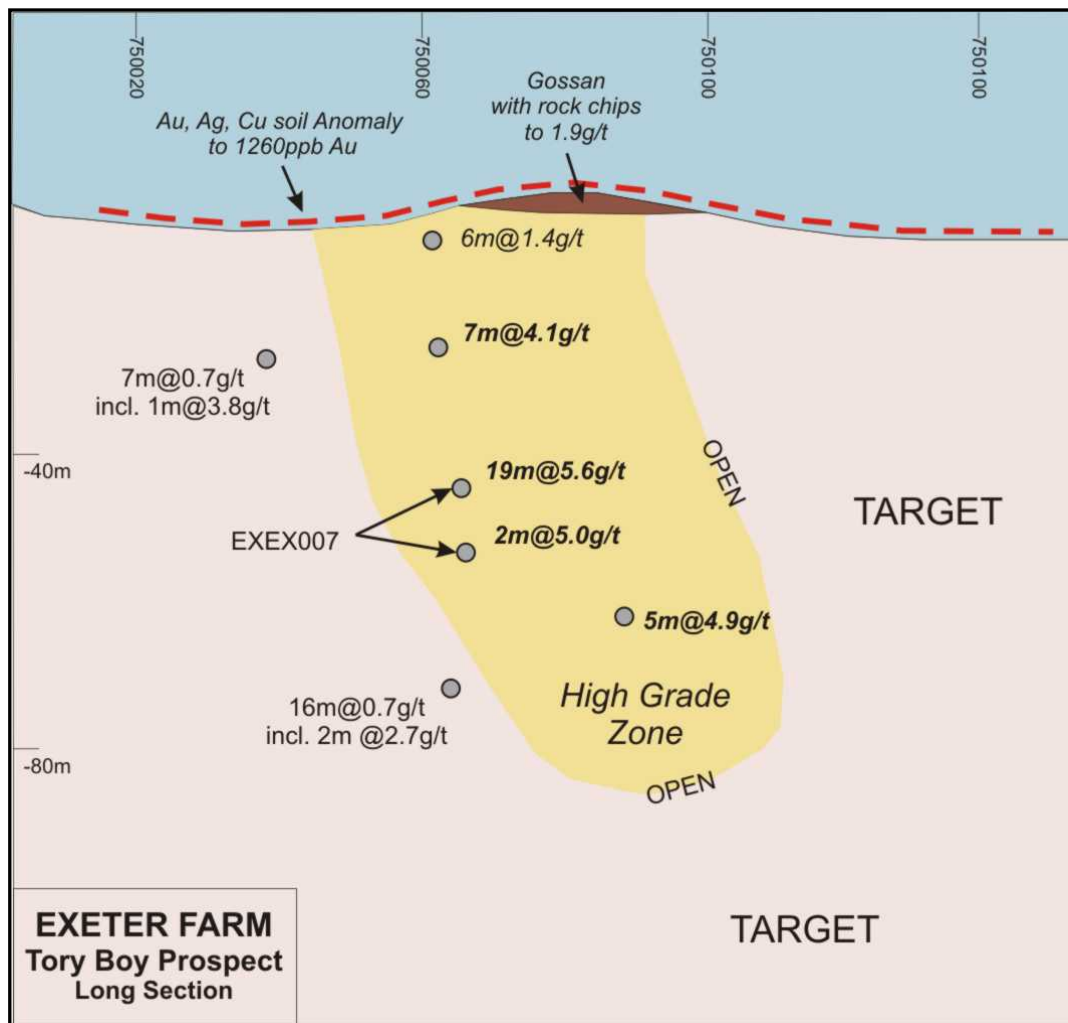 750020
750060
750100
750100
Gossan
with rock chips
to 1.9g/t
Au, Ag, Cu soil Anomaly
to 1260ppb Au
6m@1.4g/t
7m@4.1g/t
7m@0.7g/t
incl. 1m@3.8g/t
-40m
19m@5.6g/t
OPEN
TARGET
EXEX007
2m@5.0g/t
5m@4.9g/t
High Grade
Zone
16m@0.7g/t
incl. 2m @2.7g/t
-80m
OPEN
TARGET
EXETER FARM
Tory Boy Prospect
Long Section